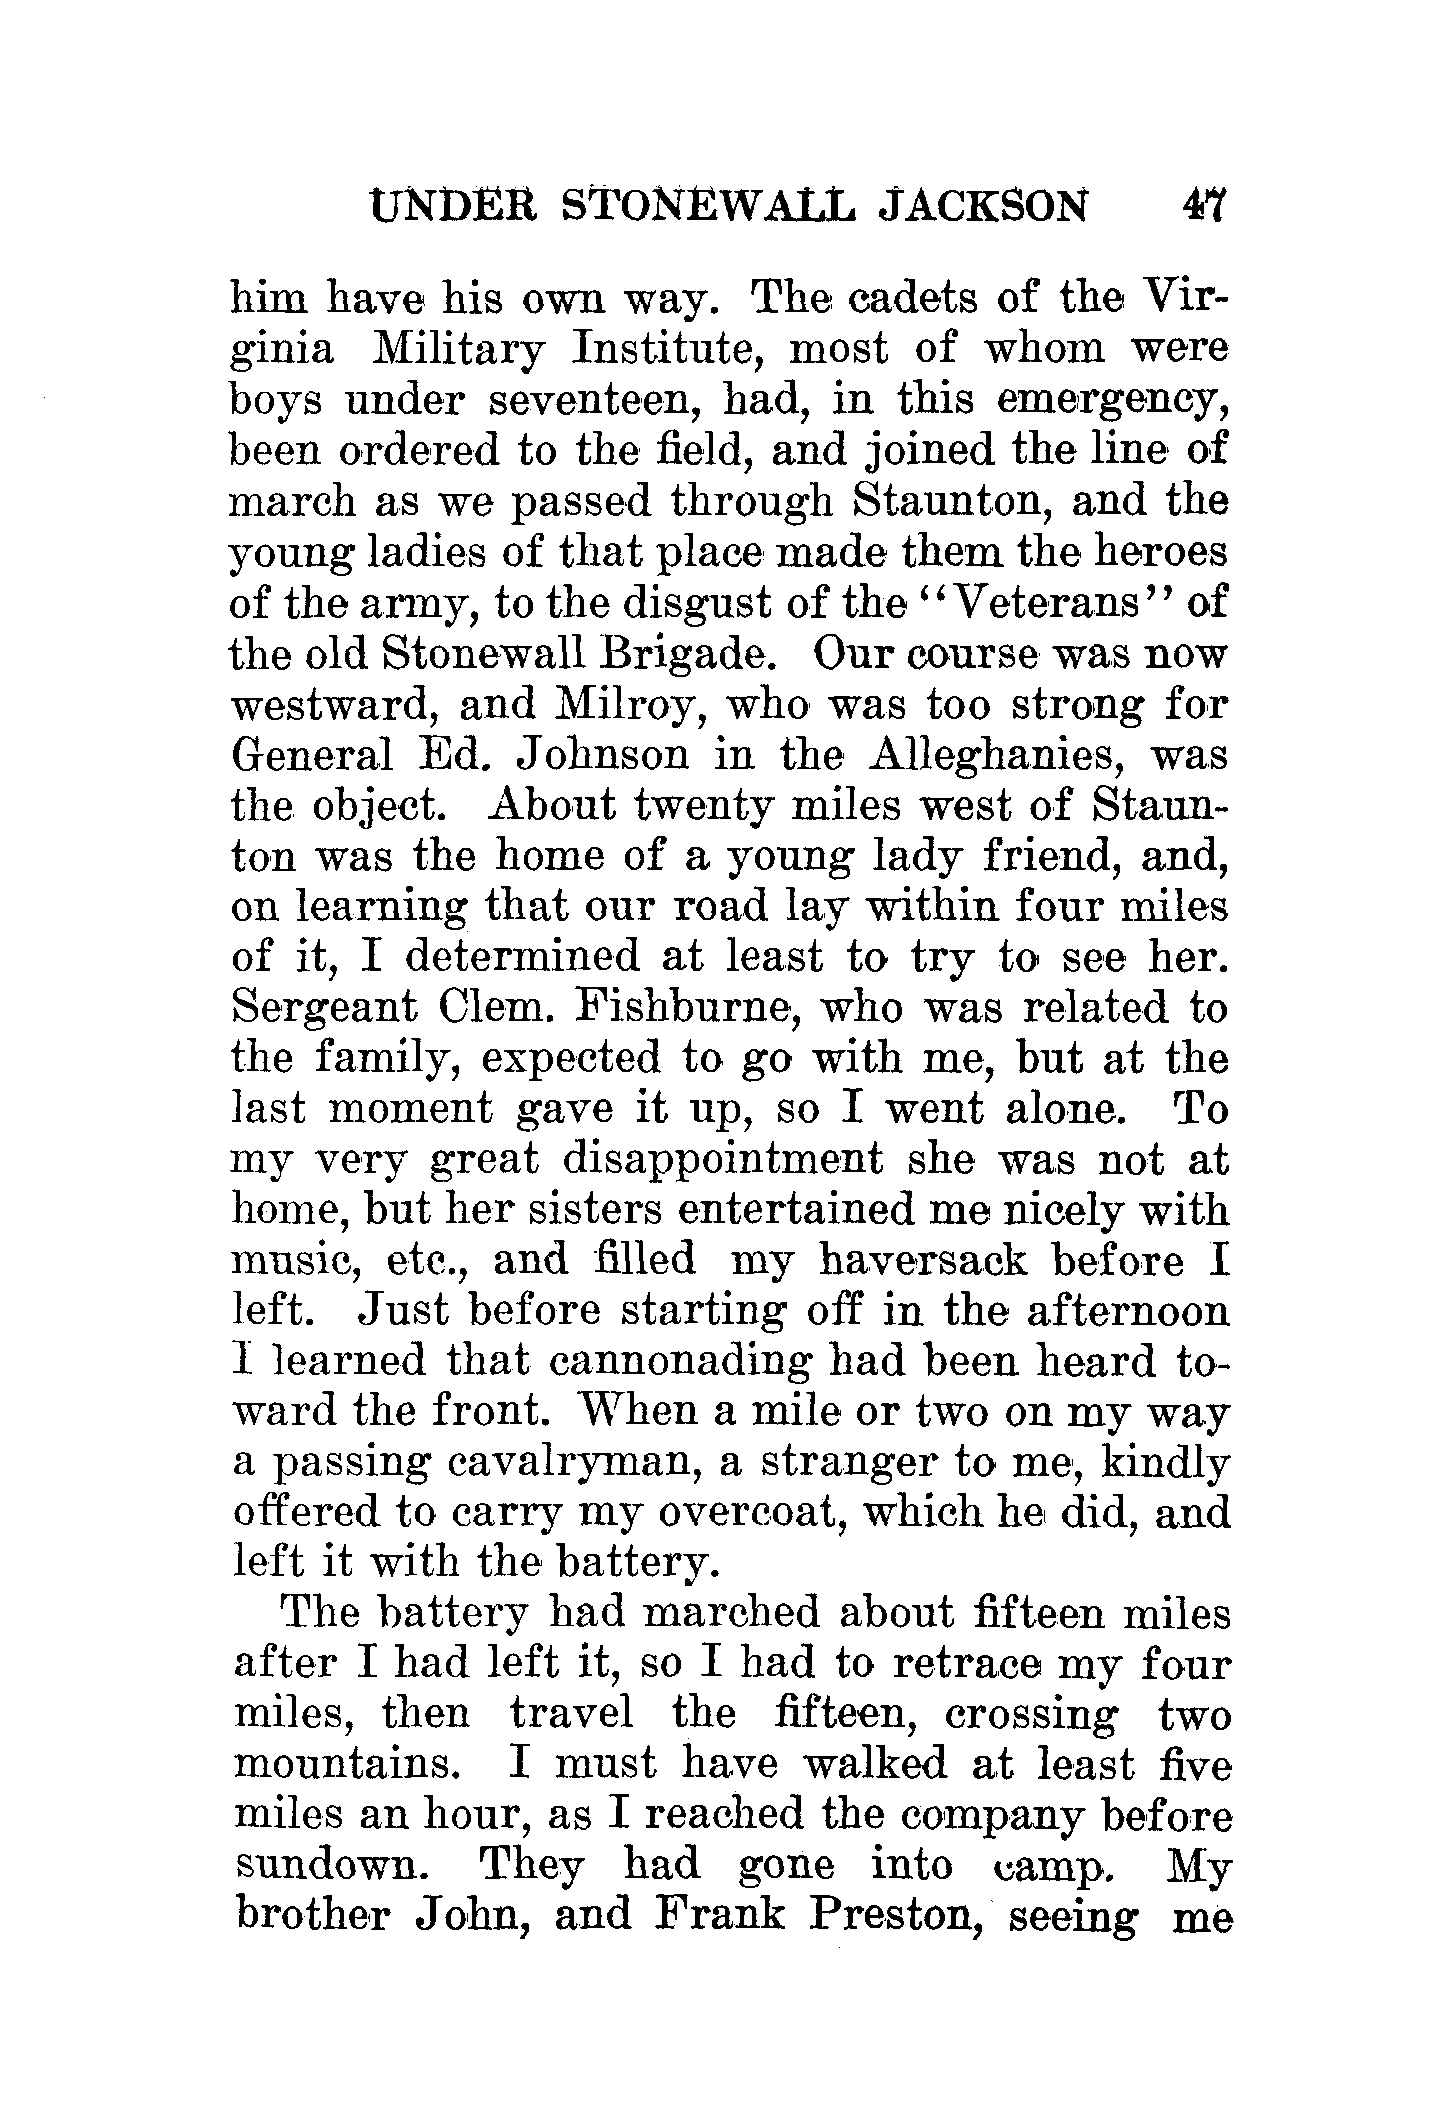 UNDER STONEWALL JACKSON 47
him have his own way. The cadets of the Vir-
ginia Military Institute, most of whom were
boys under seventeen, had, in this emergency,
been ordered to the field, and joined the line of
march as we passed through Staunton, and the
young ladies of that place made them the heroes
of the army, to the disgust of the "Veterans" of
the old Stonewall Brigade. Our course was now
westward, and Milroy, who was too strong for
General Ed. Johnson in the Alleghanies, was
the object. About twenty miles west of Staun-
ton was the home of a young lady friend, and,
on learning that our road lay within four miles
of it, I determined at least to try to see her.
Sergeant Clem. Fishburne, who was related to
the family, expected to go with me, but at the
last moment gave it up, so I went alone. To
my very great disappointment she was not at
home, but her sisters entertained me nicely with
music, etc., and filled my haversack before I
left. Just before starting off in the afternoon
I learned that cannonading had been heard to-
ward the front. When a mile or two on my way
a passing cavalryman, a stranger to me, kindly
offered to carry my overcoat, which he did, and
left it with the battery.
The battery had marched about fifteen miles
after I had left it, so I had to retrace my four
miles, then travel the fifteen, crossing two
mountains. I must have walked at least five
miles an hour, as I reached the company before
sundown. They had gone into camp. My
brother John, and Frank Preston, seeing me